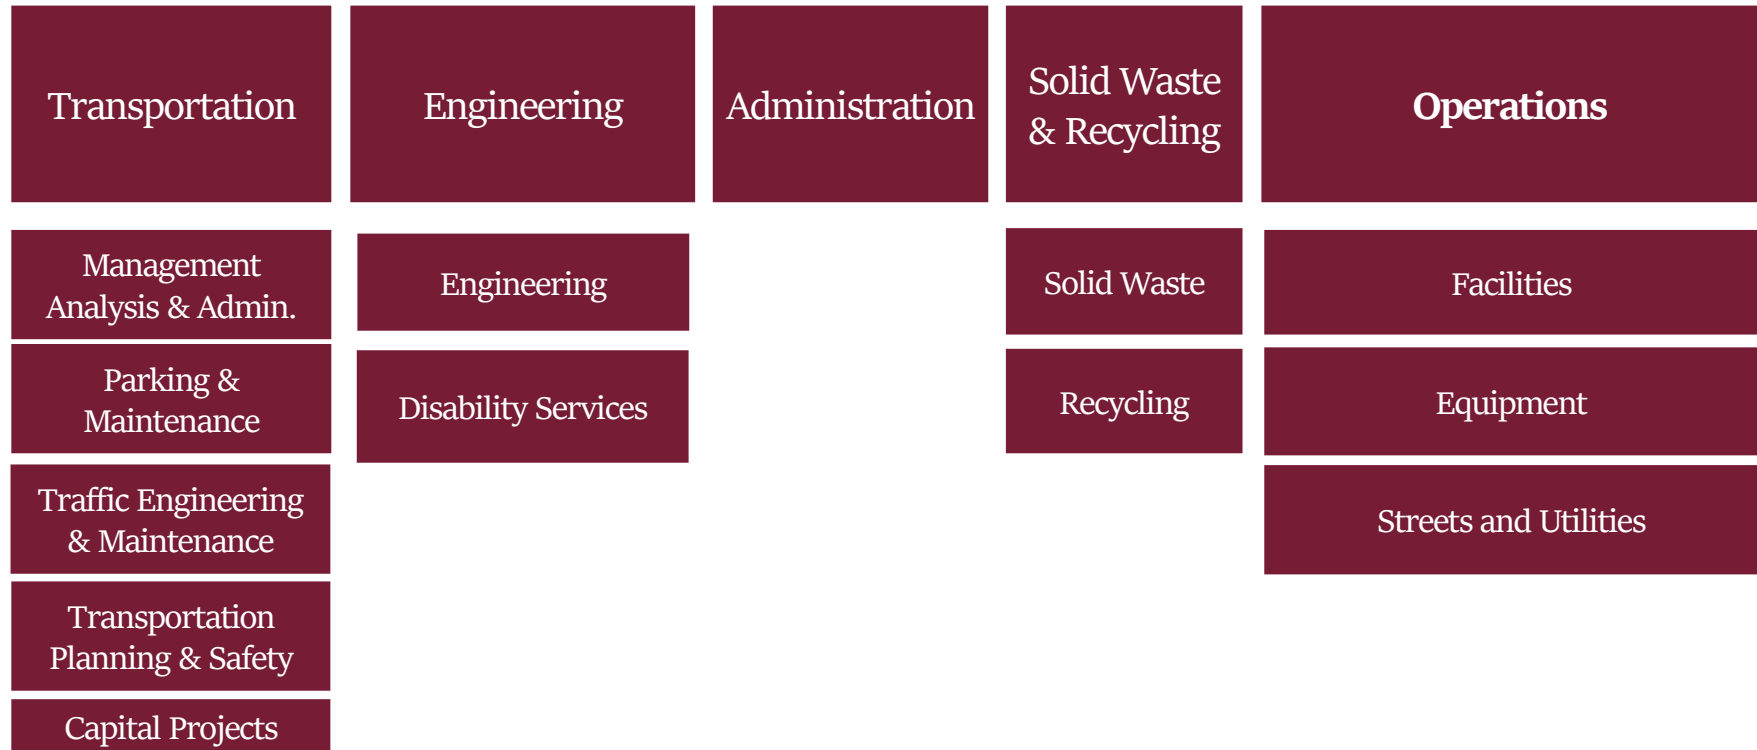 Transportation
Engineering
Administration
Solid Waste
& Recycling
Operations
Management
Analysis & Admin.
Parking &
Maintenance
Traffic Engineering
& Maintenance
Transportation
Planning & Safety
Capital Projects
Engineering
Disability Services
Solid Waste
Recycling
Facilities
Equipment
Streets and Utilities